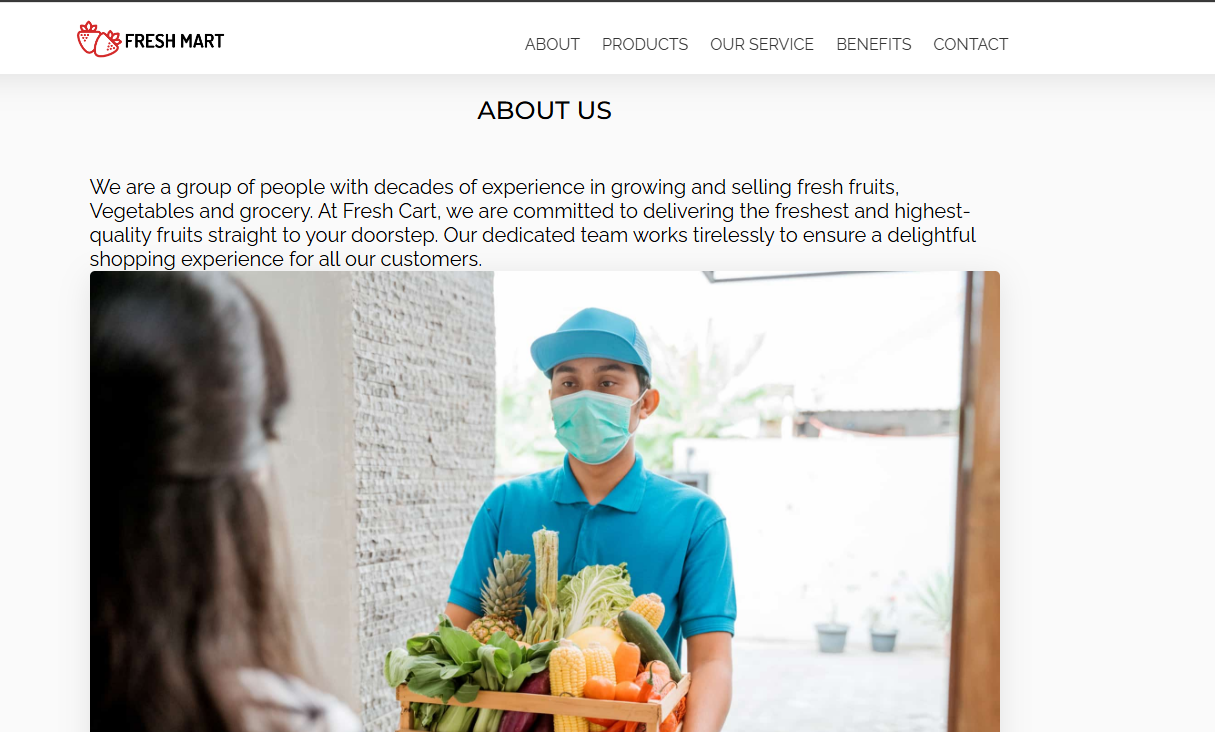 FRESH MART
ABOUT PRODUCTS OUR SERVICE BENEFITS CONTACT
ABOUT US
We are a group of people with decades of experience in growing and selling fresh fruits,
Vegetables and grocery. At Fresh Cart, we are committed to delivering the freshest and highest-
quality fruits straight to your doorstep. Our dedicated team works tirelessly to ensure a delightful
shopping experience for all our customers.